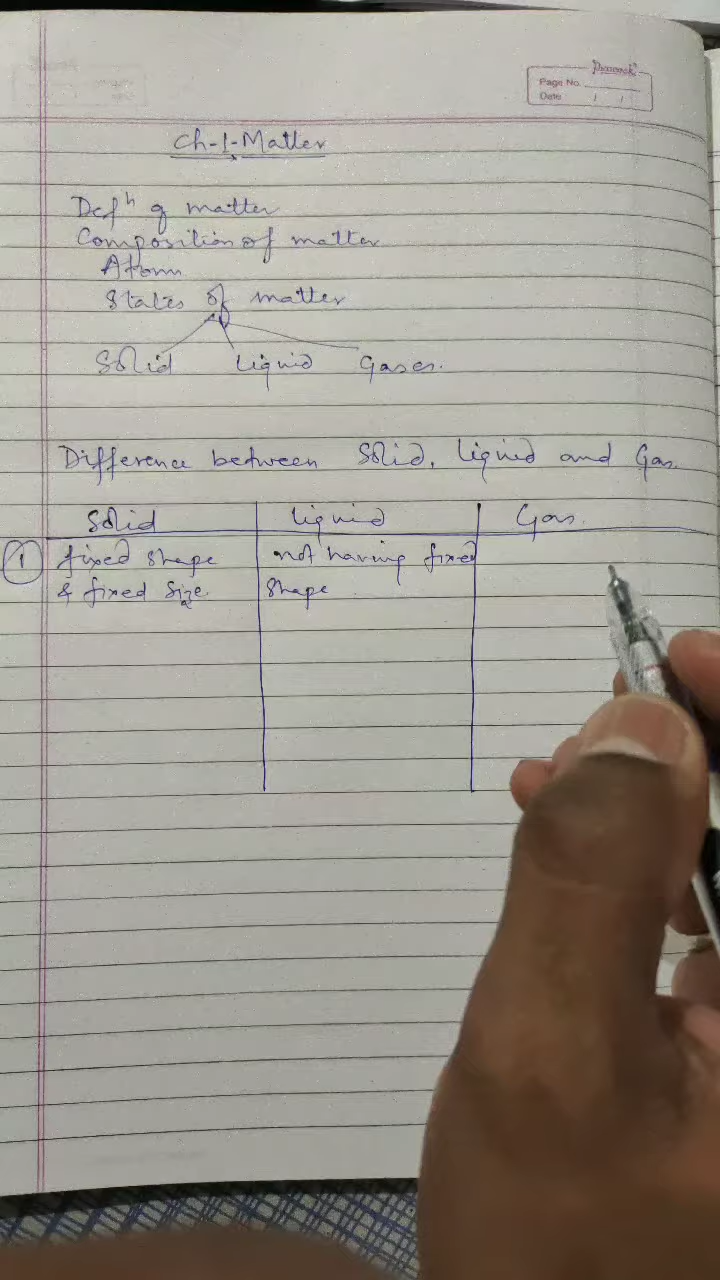 Peacock
Page No.
Date / /
Ch-1-Matter
Defn of matter
Composition of matter
Atom
States of matter
Solid Liquid Gases.
Difference between Solid, Liquid and Gas.
Solid Liquid Gas.
1 fixed shape not having fixed
& fixed size. shape